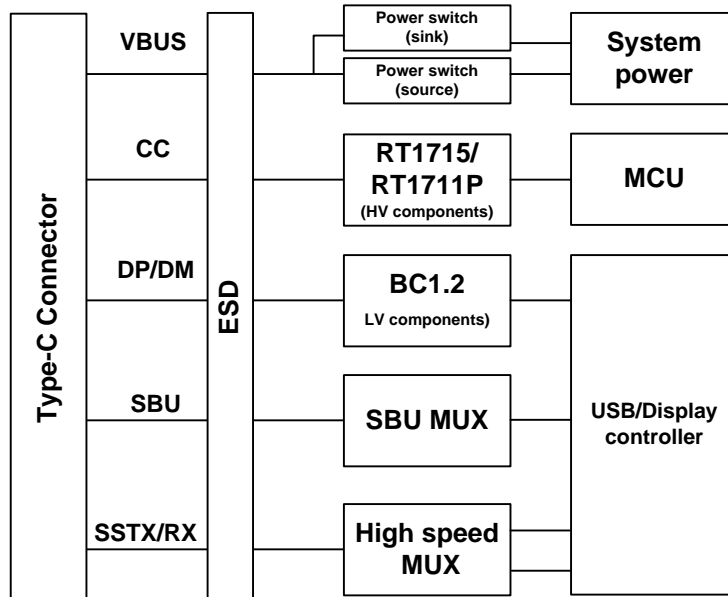 Type-C Connector
VBUS
CC
DP/DM
SBU
SSTX/RX
ESD
Power switch
(sink)
Power switch
(source)
RT1715/
RT1711P
(HV components)
BC1.2
LV components)
SBU MUX
High speed
MUX
System
power
MCU
USB/Display
controller